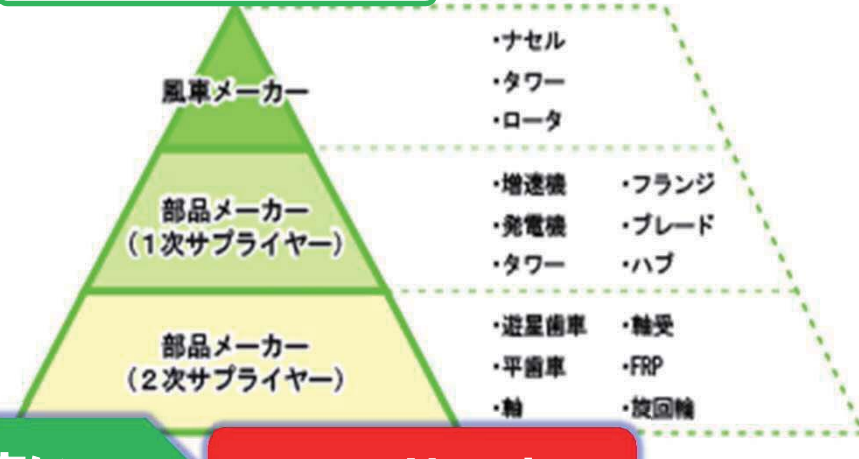 風車メーカー
・ナセル
・タワー
・ロータ
部品メーカー
(1次サプライヤー)
・増速機 ・フランジ
・発電機 ・ブレード
・タワー ・ハブ
部品メーカー
(2次サプライヤー)
・遊星歯車 ・軸受
・平歯車 ・FRP
・軸 ・旋回輪